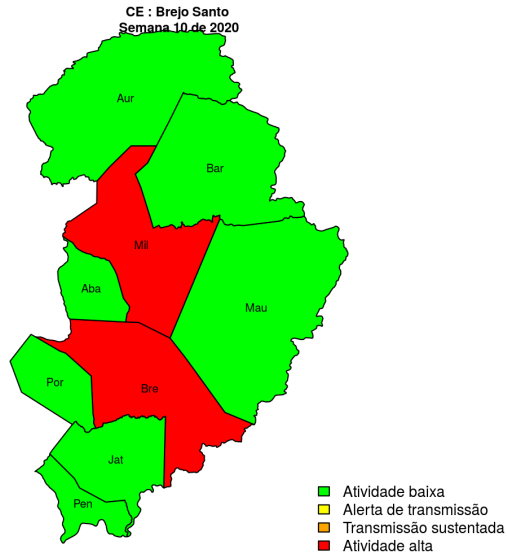 CE : Brejo Santo
Semana 10 de 2020
Aur
Bar
Mil
Aba
Mau
Por
Bre
Jat
Pen
Atividade baixa
Alerta de transmissão
Transmissão sustentada
Atividade alta